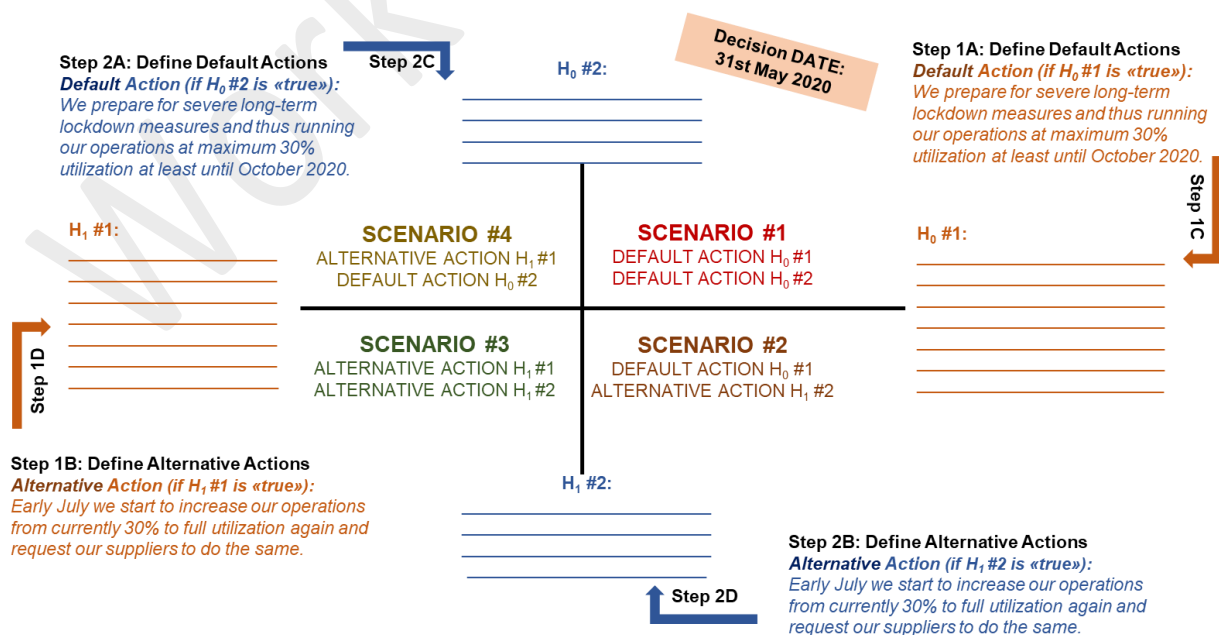 Work
Decision DATE:
31st May 2020
Step 2A: Define Default Actions
Default Action (if H₀ #2 is «true»):
We prepare for severe long-term
lockdown measures and thus running
our operations at maximum 30%
utilization at least until October 2020.
Step 2C
H₀ #2:
Step 1A: Define Default Actions
Default Action (if H₀ #1 is «true»):
We prepare for severe long-term
lockdown measures and thus running
our operations at maximum 30%
utilization at least until October 2020.
Step 1C
H₁ #1:
SCENARIO #4
ALTERNATIVE ACTION H₁ #1
DEFAULT ACTION H₀ #2
SCENARIO #1
DEFAULT ACTION H₀ #1
DEFAULT ACTION H₀ #2
H₀ #1:
Step 1D
SCENARIO #3
ALTERNATIVE ACTION H₁ #1
ALTERNATIVE ACTION H₁ #2
SCENARIO #2
DEFAULT ACTION H₀ #1
ALTERNATIVE ACTION H₁ #2
Step 1B: Define Alternative Actions
Alternative Action (if H₁ #1 is «true»):
Early July we start to increase our operations
from currently 30% to full utilization again and
request our suppliers to do the same.
H₁ #2:
Step 2D
Step 2B: Define Alternative Actions
Alternative Action (if H₁ #2 is «true»):
Early July we start to increase our operations
from currently 30% to full utilization again and
request our suppliers to do the same.